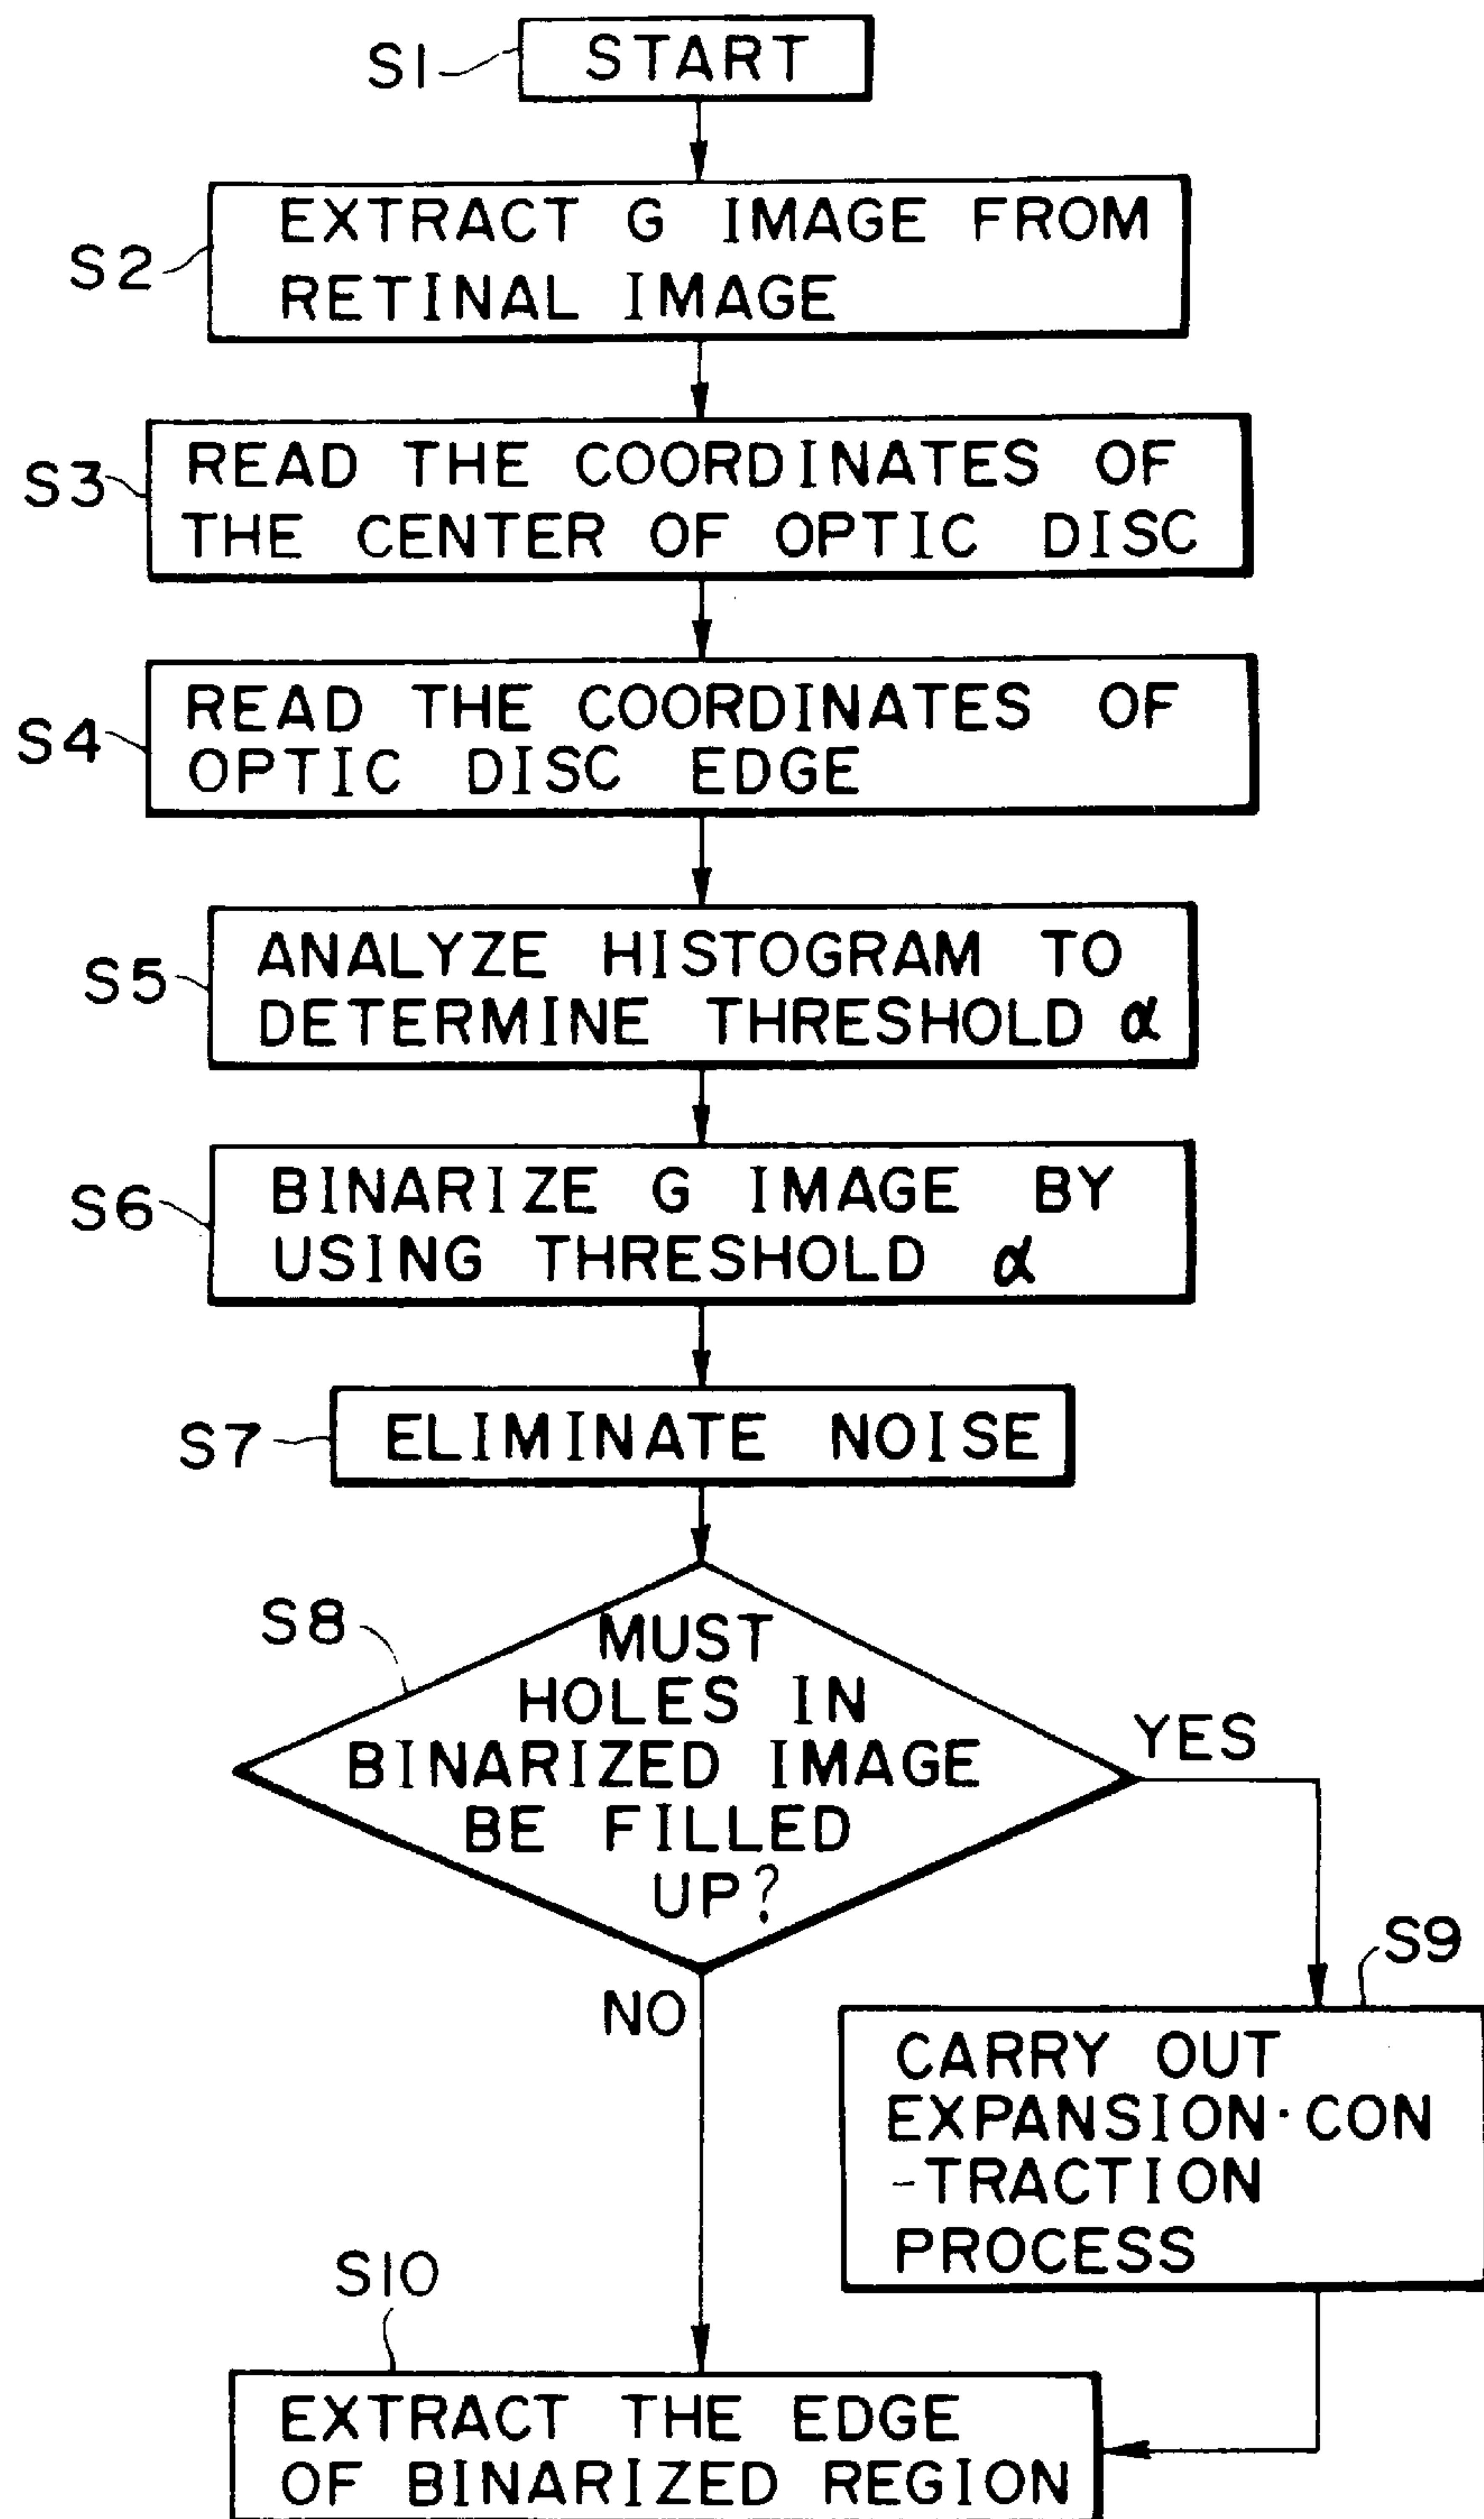 S1
START
S2
EXTRACT G IMAGE FROM
RETINAL IMAGE
S3
READ THE COORDINATES OF
THE CENTER OF OPTIC DISC
S4
READ THE COORDINATES OF
OPTIC DISC EDGE
S5
ANALYZE HISTOGRAM TO
DETERMINE THRESHOLD α
S6
BINARIZE G IMAGE BY
USING THRESHOLD α
S7
ELIMINATE NOISE
S8
MUST
HOLES IN
BINARIZED IMAGE
BE FILLED
UP?
YES
NO
S9
CARRY OUT
EXPANSION·CON
-TRACTION
PROCESS
S10
EXTRACT THE EDGE
OF BINARIZED REGION